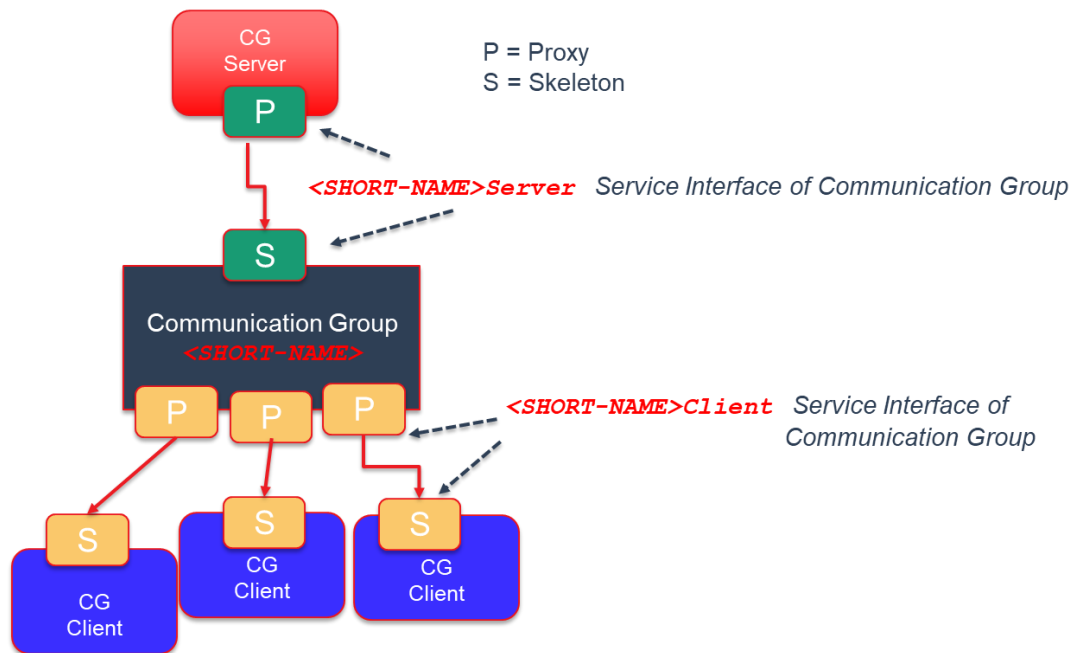 CG
Server
P
P = Proxy
S = Skeleton
<SHORT-NAME>Server Service Interface of Communication Group
S
Communication Group
<SHORT-NAME>
P
P
P
<SHORT-NAME>Client Service Interface of
Communication Group
S
CG
Client
S
CG
Client
S
CG
Client